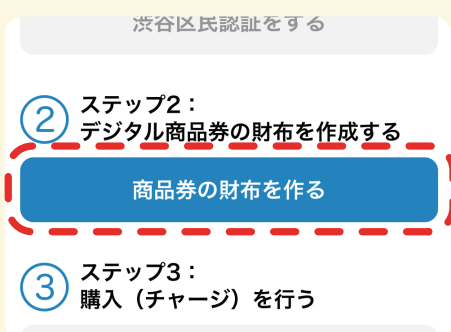 渋谷区民認証をする
② ステップ2：
デジタル商品券の財布を作成する
商品券の財布を作る
③ ステップ3：
購入（チャージ）を行う